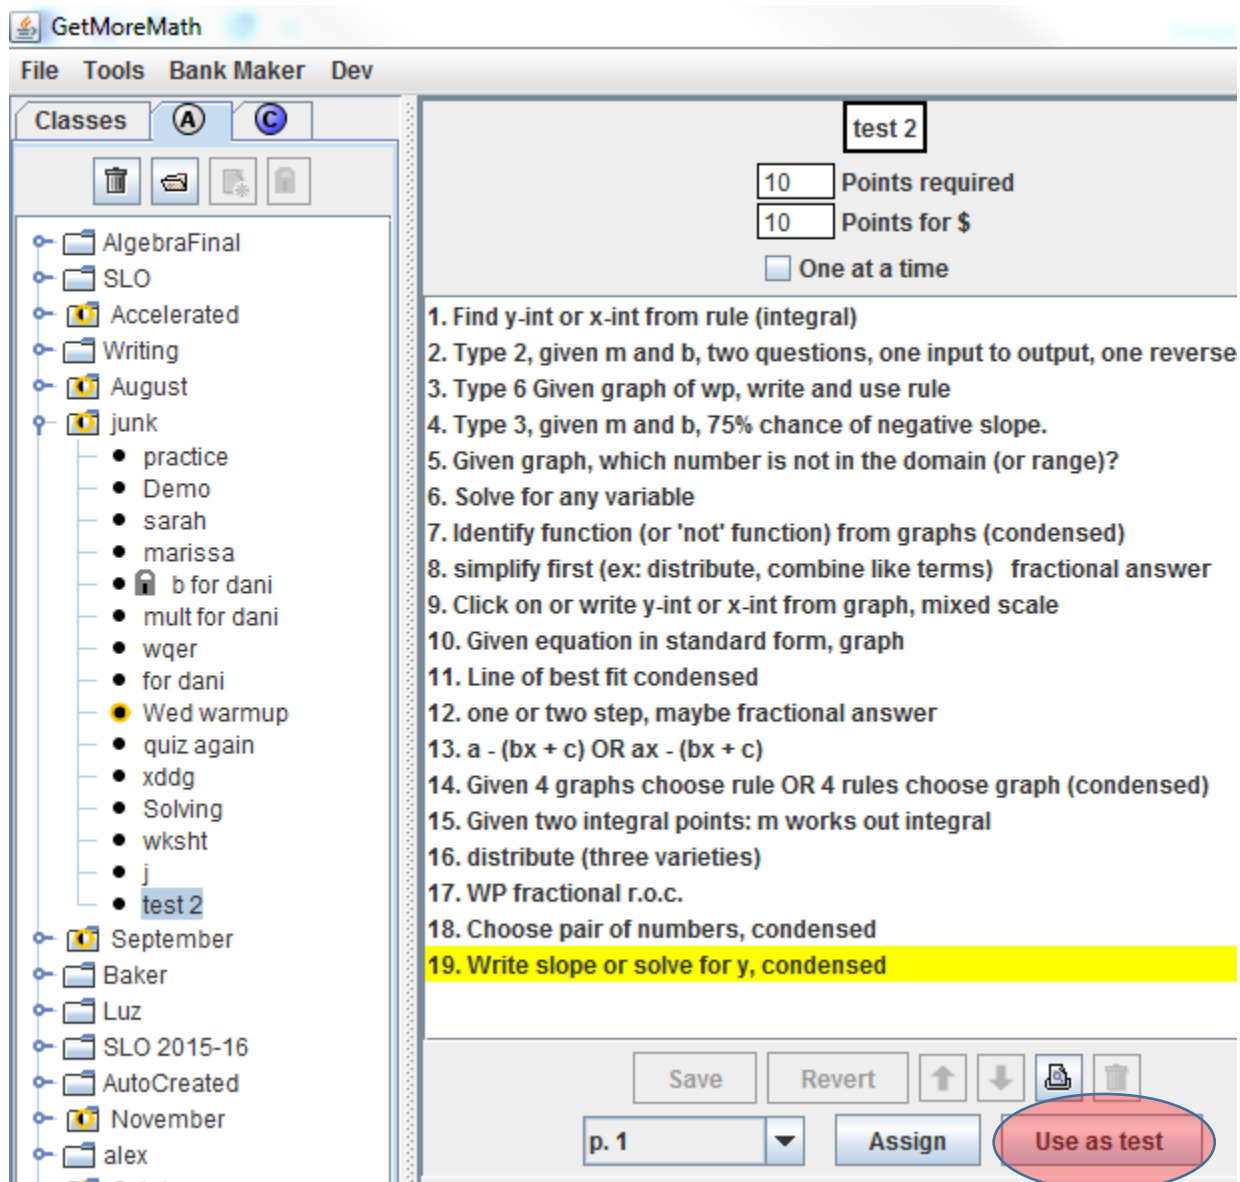 GetMoreMath
File Tools Bank Maker Dev
Classes A C
AlgebraFinal
SLO
Accelerated
Writing
August
junk
practice
Demo
sarah
marissa
b for dani
mult for dani
wqer
for dani
Wed warmup
quiz again
xddg
Solving
wksht
j
test 2
September
Baker
Luz
SLO 2015-16
AutoCreated
November
alex
test 2
10 Points required
10 Points for $
One at a time
1. Find y-int or x-int from rule (integral)
2. Type 2, given m and b, two questions, one input to output, one reverse
3. Type 6 Given graph of wp, write and use rule
4. Type 3, given m and b, 75% chance of negative slope.
5. Given graph, which number is not in the domain (or range)?
6. Solve for any variable
7. Identify function (or 'not' function) from graphs (condensed)
8. simplify first (ex: distribute, combine like terms) fractional answer
9. Click on or write y-int or x-int from graph, mixed scale
10. Given equation in standard form, graph
11. Line of best fit condensed
12. one or two step, maybe fractional answer
13. a - (bx + c) OR ax - (bx + c)
14. Given 4 graphs choose rule OR 4 rules choose graph (condensed)
15. Given two integral points: m works out integral
16. distribute (three varieties)
17. WP fractional r.o.c.
18. Choose pair of numbers, condensed
19. Write slope or solve for y, condensed
Save Revert
p. 1 Assign Use as test